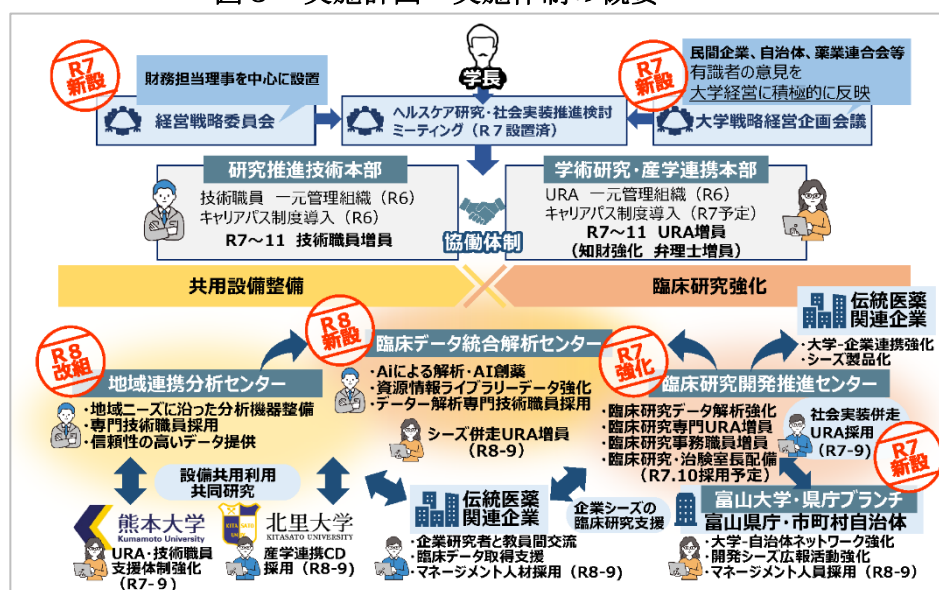 図3 実施計画・実施体制の概要
R7
新設
財務担当理事を中心に設置
経営戦略委員会
学長
ヘルスケア研究・社会実装推進検討
ミーティング（R7設置済）
R7
新設
民間企業、自治体、薬業連合会等
有識者の意見を
大学経営に積極的に反映
大学戦略経営企画会議
研究推進技術本部
技術職員 一元管理組織（R6）
キャリアパス制度導入（R6）
R7～11 技術職員増員
協働体制
学術研究・産学連携本部
URA 一元管理組織（R6）
キャリアパス制度導入（R7予定）
R7～11 URA増員
（知財強化 弁理士増員）
共用設備整備
臨床研究強化
R8
改組
地域連携分析センター
・地域ニーズに沿った分析機器整備
・専門技術職員採用
・信頼性の高いデータ提供
R8
新設
臨床データ統合解析センター
・Aiによる解析・AI創薬
・資源情報ライブラリーデータ強化
・データー解析専門技術職員採用
シーズ併走URA増員
（R8-9）
R7
強化
臨床研究開発推進センター
・臨床研究データ解析強化
・臨床研究専門URA増員
・臨床研究事務職員増員
・臨床研究・治験室長配備
（R7.10採用予定）
伝統医薬
関連企業
・大学-企業連携強化
・シーズ製品化
社会実装併走
URA採用
（R7-9）
R7
新設
設備共用利用
共同研究
熊本大学
Kumamoto University
URA・技術職員
支援体制強化
（R7-9）
北里大学
KITASATO UNIVERSITY
産学連携CD
採用（R8-9）
伝統医薬
関連企業
・企業研究者と教員間交流
・臨床データ取得支援
・マネージメント人材採用（R8-9）
企業シーズの
臨床研究支援
富山大学・県庁ブランチ
富山県庁・市町村自治体
・大学-自治体ネットワーク強化
・開発シーズ広報活動強化
・マネージメント人員採用（R8-9）